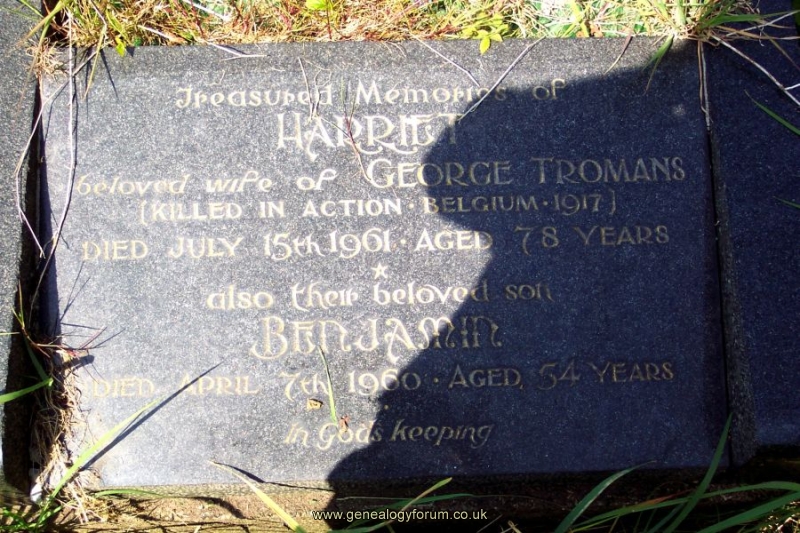 Treasured Memories of
HARRIET
beloved wife of GEORGE TROMANS
[KILLED IN ACTION · BELGIUM · 1917]
DIED JULY 15th 1961 · AGED 78 YEARS
also their beloved son
BENJAMIN
DIED, APRIL 7th 1960 · AGED, 54 YEARS
In Gods keeping
www.genealogyforum.co.uk